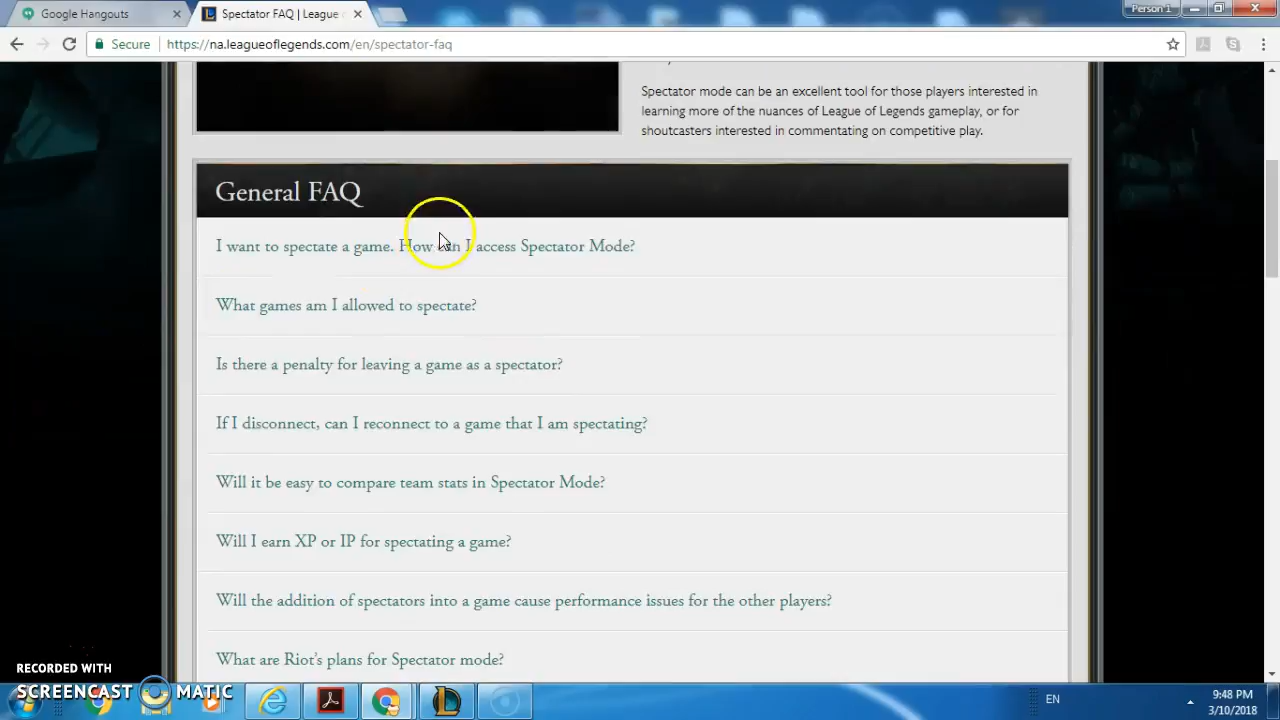 Google Hangouts
Spectator FAQ | League
Person 1
Secure
https://na.leagueoflegends.com/en/spectator-faq
Spectator mode can be an excellent tool for those players interested in
learning more of the nuances of League of Legends gameplay, or for
shoutcasters interested in commentating on competitive play.
General FAQ
I want to spectate a game. How can I access Spectator Mode?
What games am I allowed to spectate?
Is there a penalty for leaving a game as a spectator?
If I disconnect, can I reconnect to a game that I am spectating?
Will it be easy to compare team stats in Spectator Mode?
Will I earn XP or IP for spectating a game?
Will the addition of spectators into a game cause performance issues for the other players?
What are Riot's plans for Spectator mode?
RECORDED WITH
SCREENCAST MATIC
EN
9:48 PM
3/10/2018